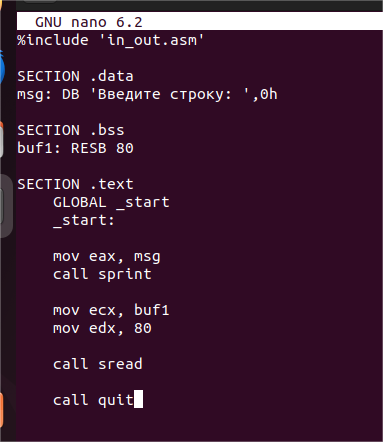 GNU nano 6.2
%include 'in_out.asm'
SECTION .data
msg: DB 'Введите строку: ',0h
SECTION .bss
buf1: RESB 80
SECTION .text
GLOBAL _start
_start:
mov eax, msg
call sprint
mov ecx, buf1
mov edx, 80
call sread
call quit